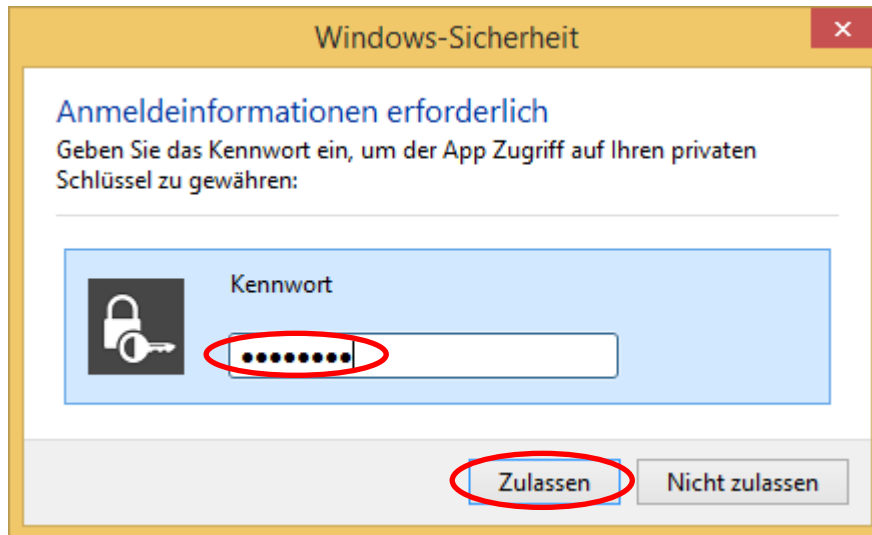 Windows-Sicherheit
Anmeldeinformationen erforderlich
Geben Sie das Kennwort ein, um der App Zugriff auf Ihren privaten
Schlüssel zu gewähren:
Kennwort
●●●●●●●●
Zulassen
Nicht zulassen